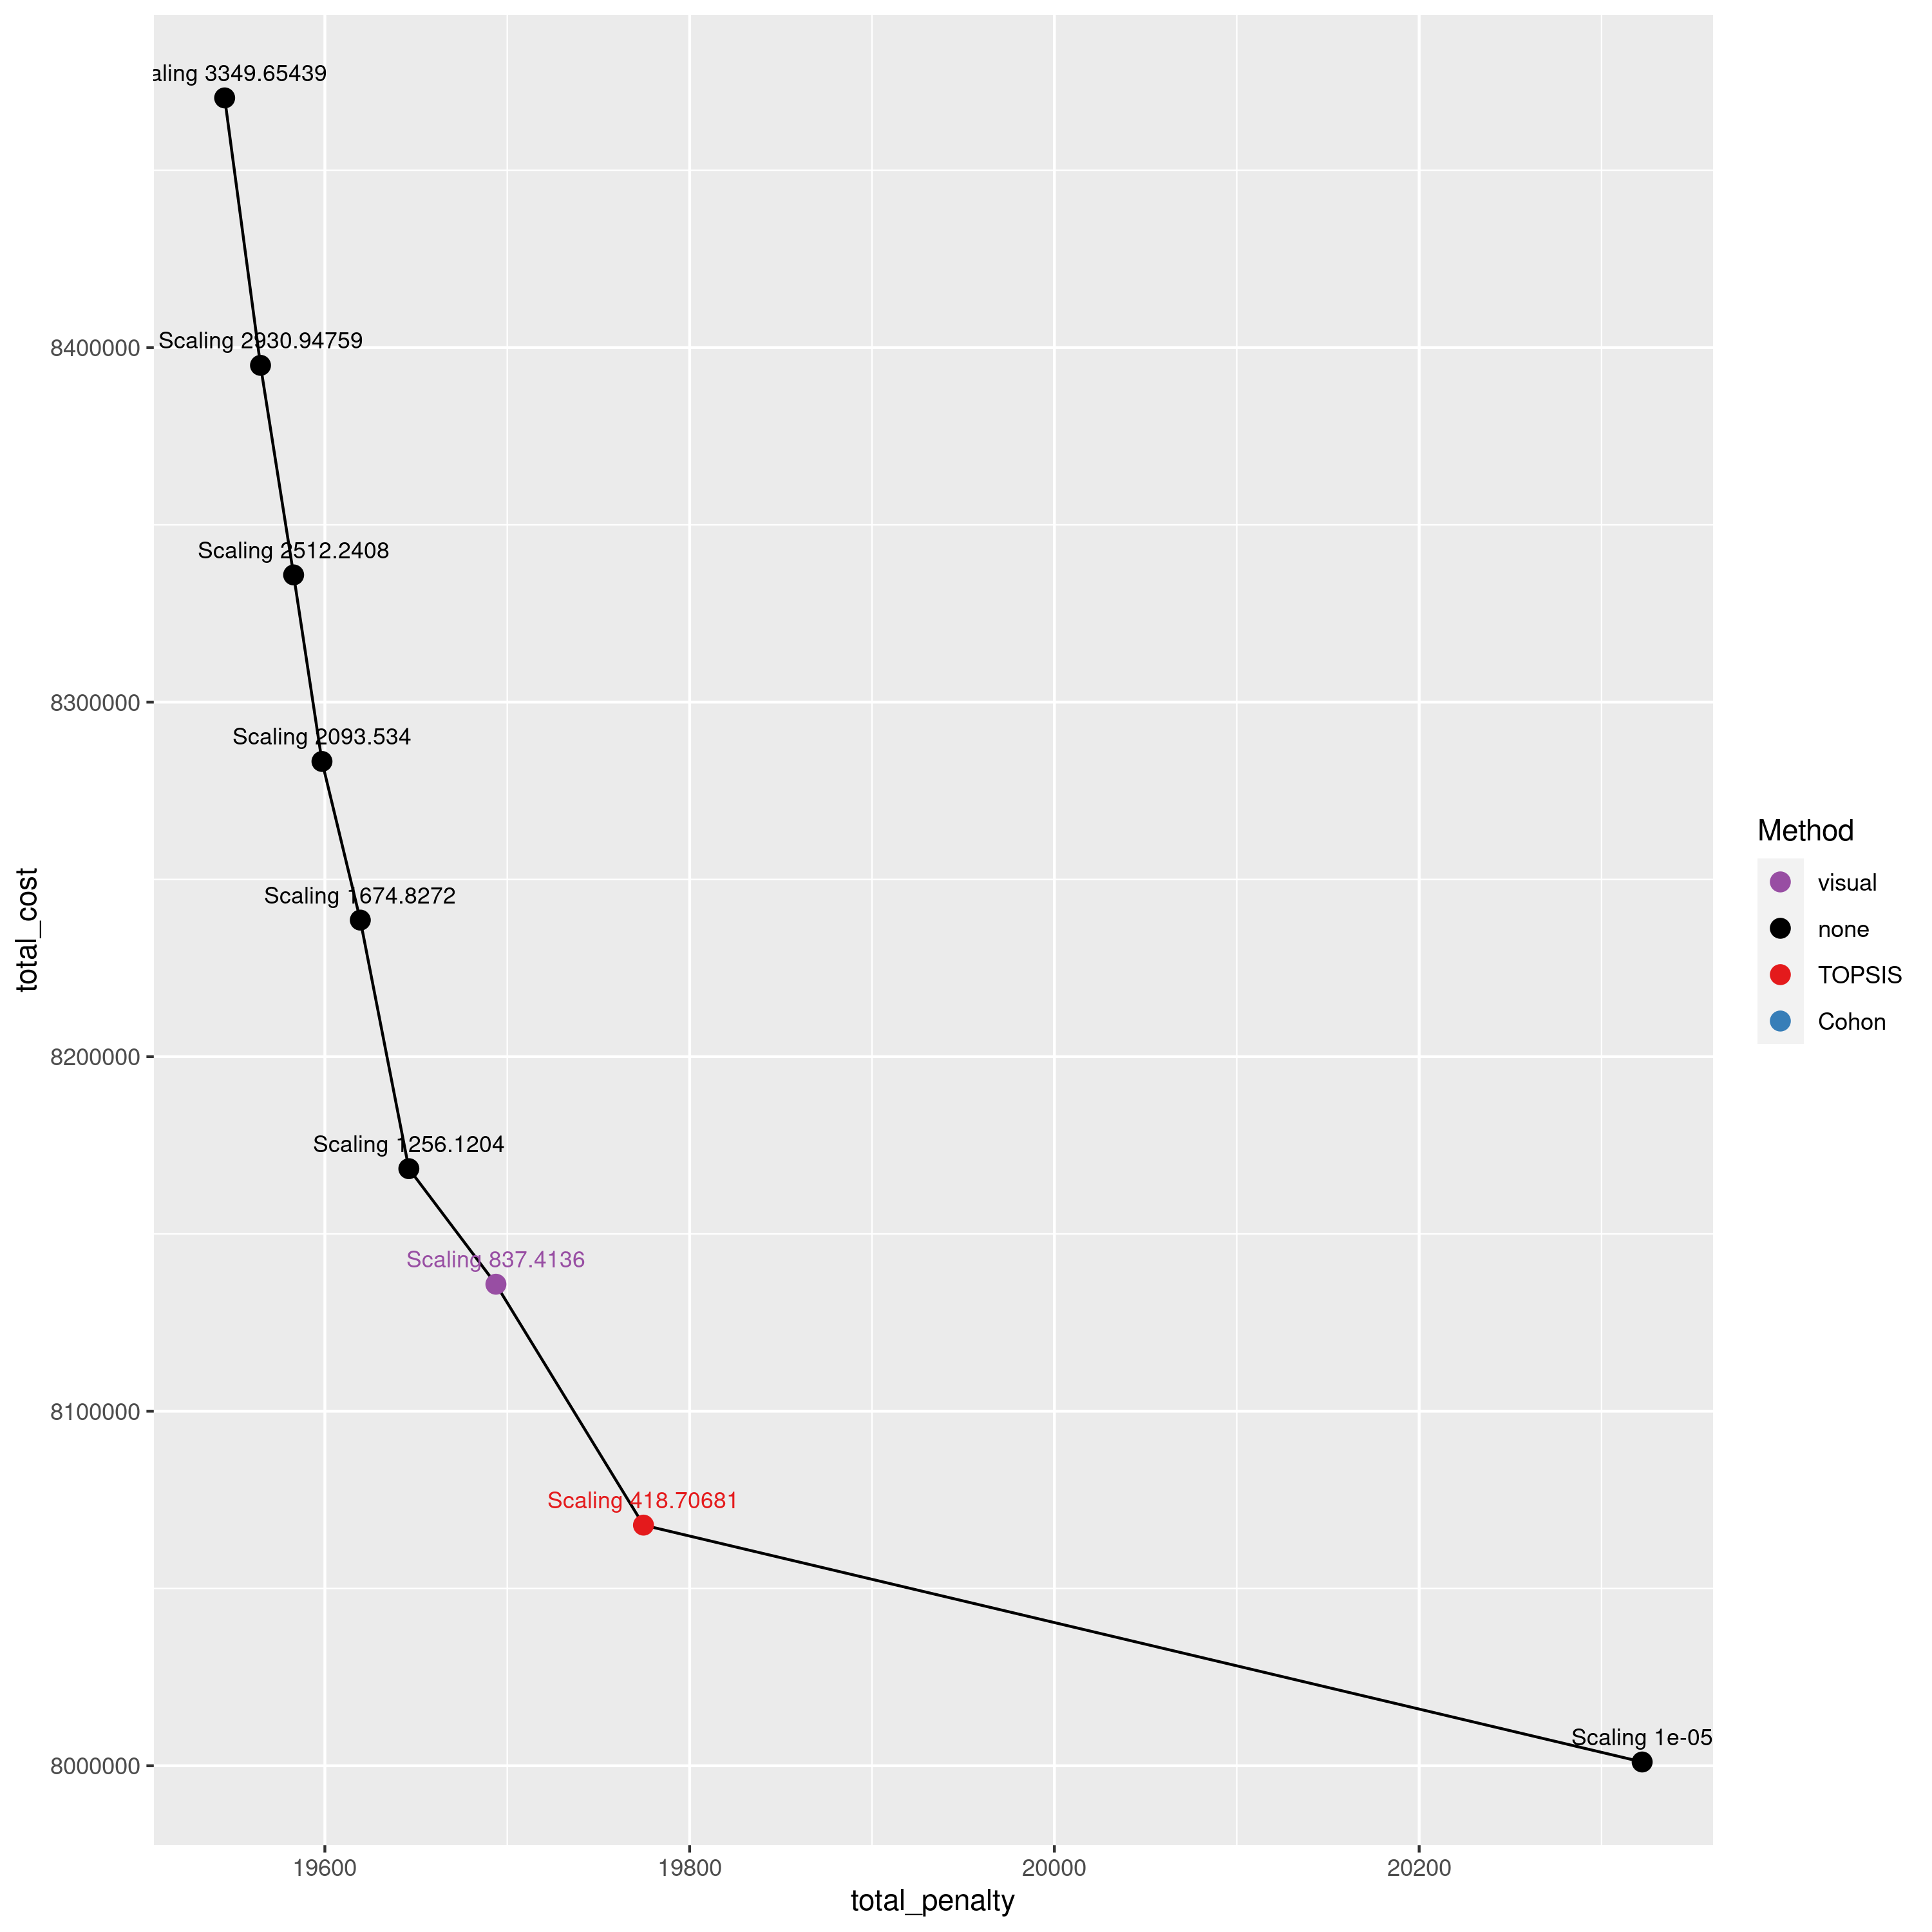 aling 3349.65439
Scaling 2930.94759
8400000
Scaling 2512.2408
8300000
Scaling 2093.534
Scaling 1674.8272
8200000
Scaling 1256.1204
Scaling 837.4136
8100000
Scaling 418.70681
Scaling 1e-05
8000000
19600 19800 20000 20200
total_penalty
total_cost
Method
visual
none
TOPSIS
Cohon